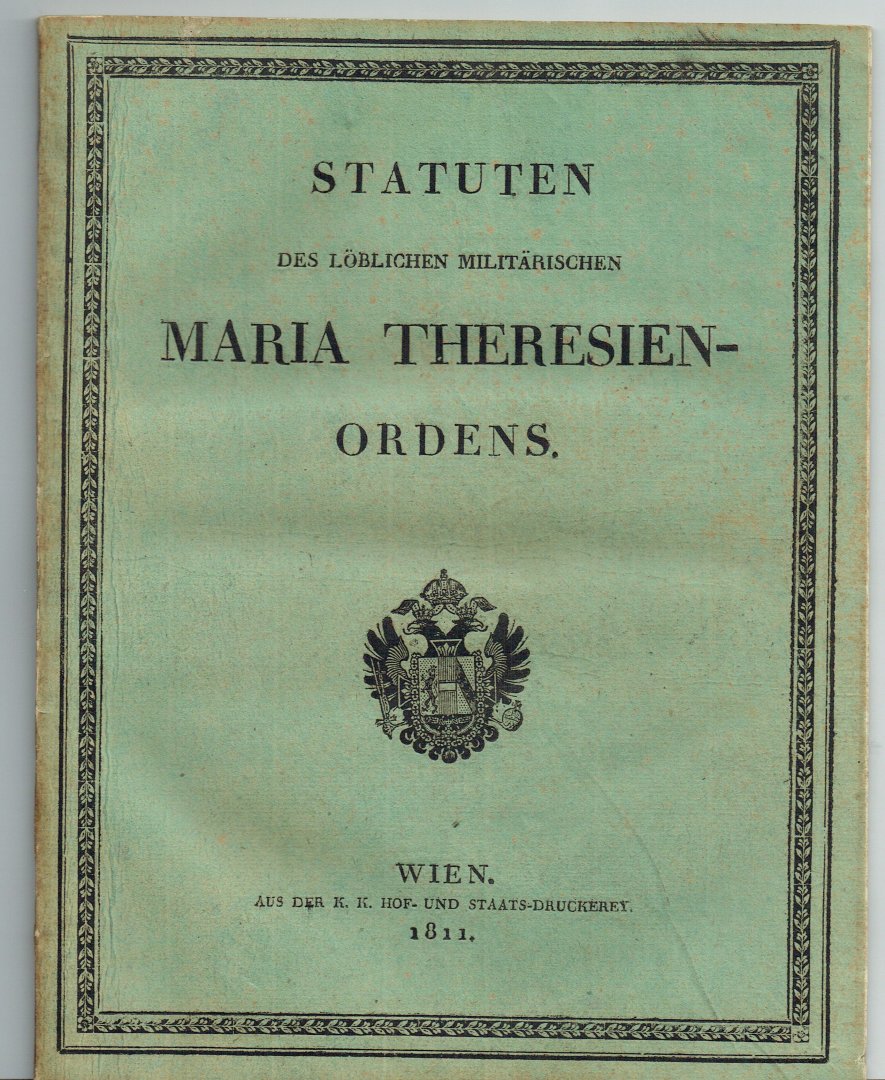 STATUTEN
DES LÖBLICHEN MILITÄRISCHEN
MARIA THERESIEN-
ORDENS.
WIEN.
AUS DER K. K. HOF- UND STAATS-DRUCKEREY.
1811.